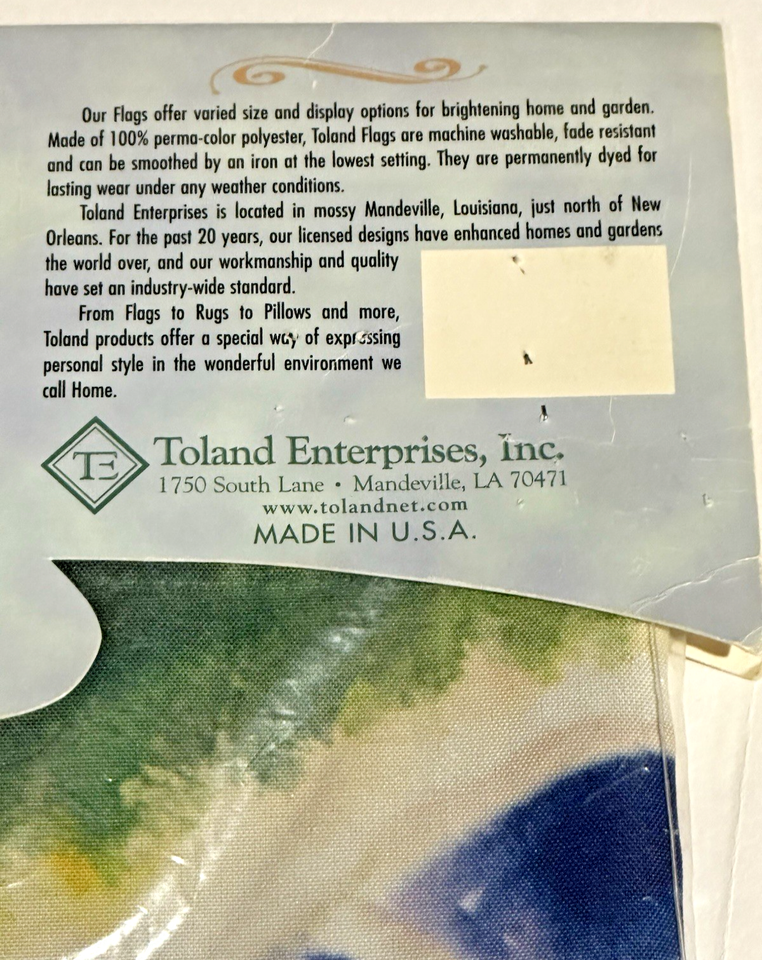 Our Flags offer varied size and display options for brightening home and garden.
Made of 100% perma-color polyester, Toland Flags are machine washable, fade resistant
and can be smoothed by an iron at the lowest setting. They are permanently dyed for
lasting wear under any weather conditions.
Toland Enterprises is located in mossy Mandeville, Louisiana, just north of New
Orleans. For the past 20 years, our licensed designs have enhanced homes and gardens
the world over, and our workmanship and quality
have set an industry-wide standard.
From Flags to Rugs to Pillows and more,
Toland products offer a special way of expressing
personal style in the wonderful environment we
call Home.
TE
Toland Enterprises, Inc.
1750 South Lane • Mandeville, LA 70471
www.tolandnet.com
MADE IN U.S.A.